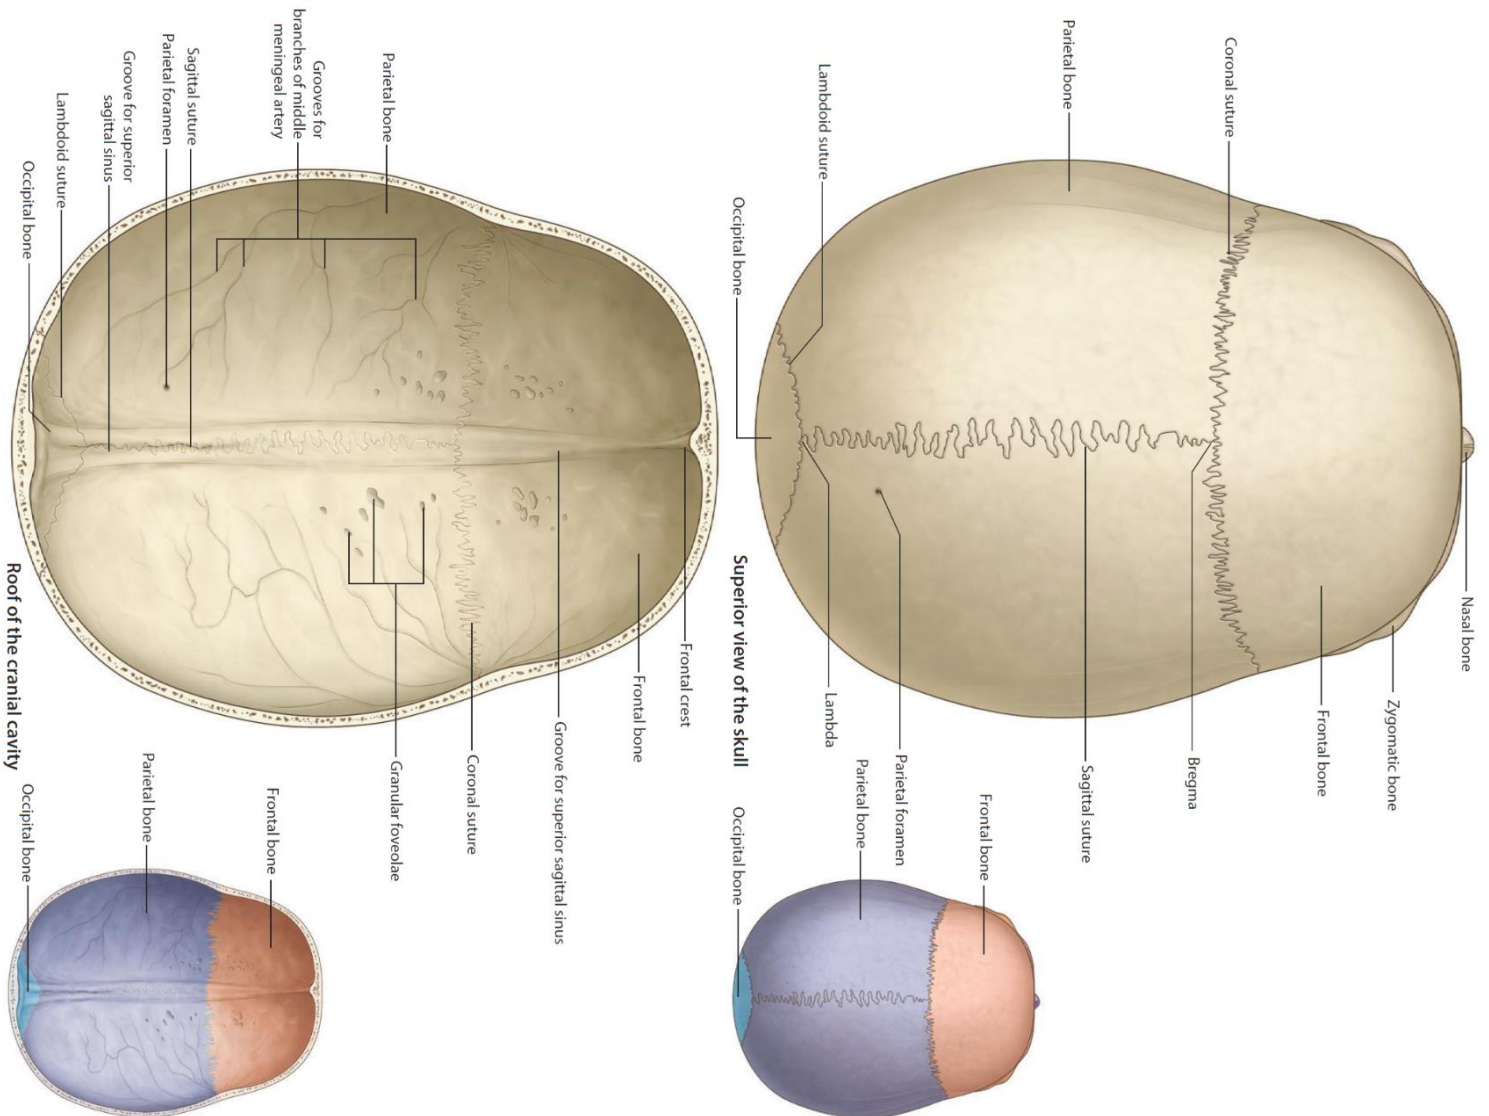 Nasal bone
Zygomatic bone
Frontal bone
Coronal suture
Bregma
Sagittal suture
Parietal bone
Parietal foramen
Lambda
Lambdoid suture
Occipital bone
Superior view of the skull
Frontal bone
Parietal bone
Occipital bone
Frontal crest
Frontal bone
Groove for superior sagittal sinus
Coronal suture
Granular foveolae
Parietal bone
Grooves for
branches of middle
meningeal artery
Sagittal suture
Parietal foramen
Groove for superior
sagittal sinus
Lambdoid suture
Occipital bone
Roof of the cranial cavity
Frontal bone
Parietal bone
Occipital bone